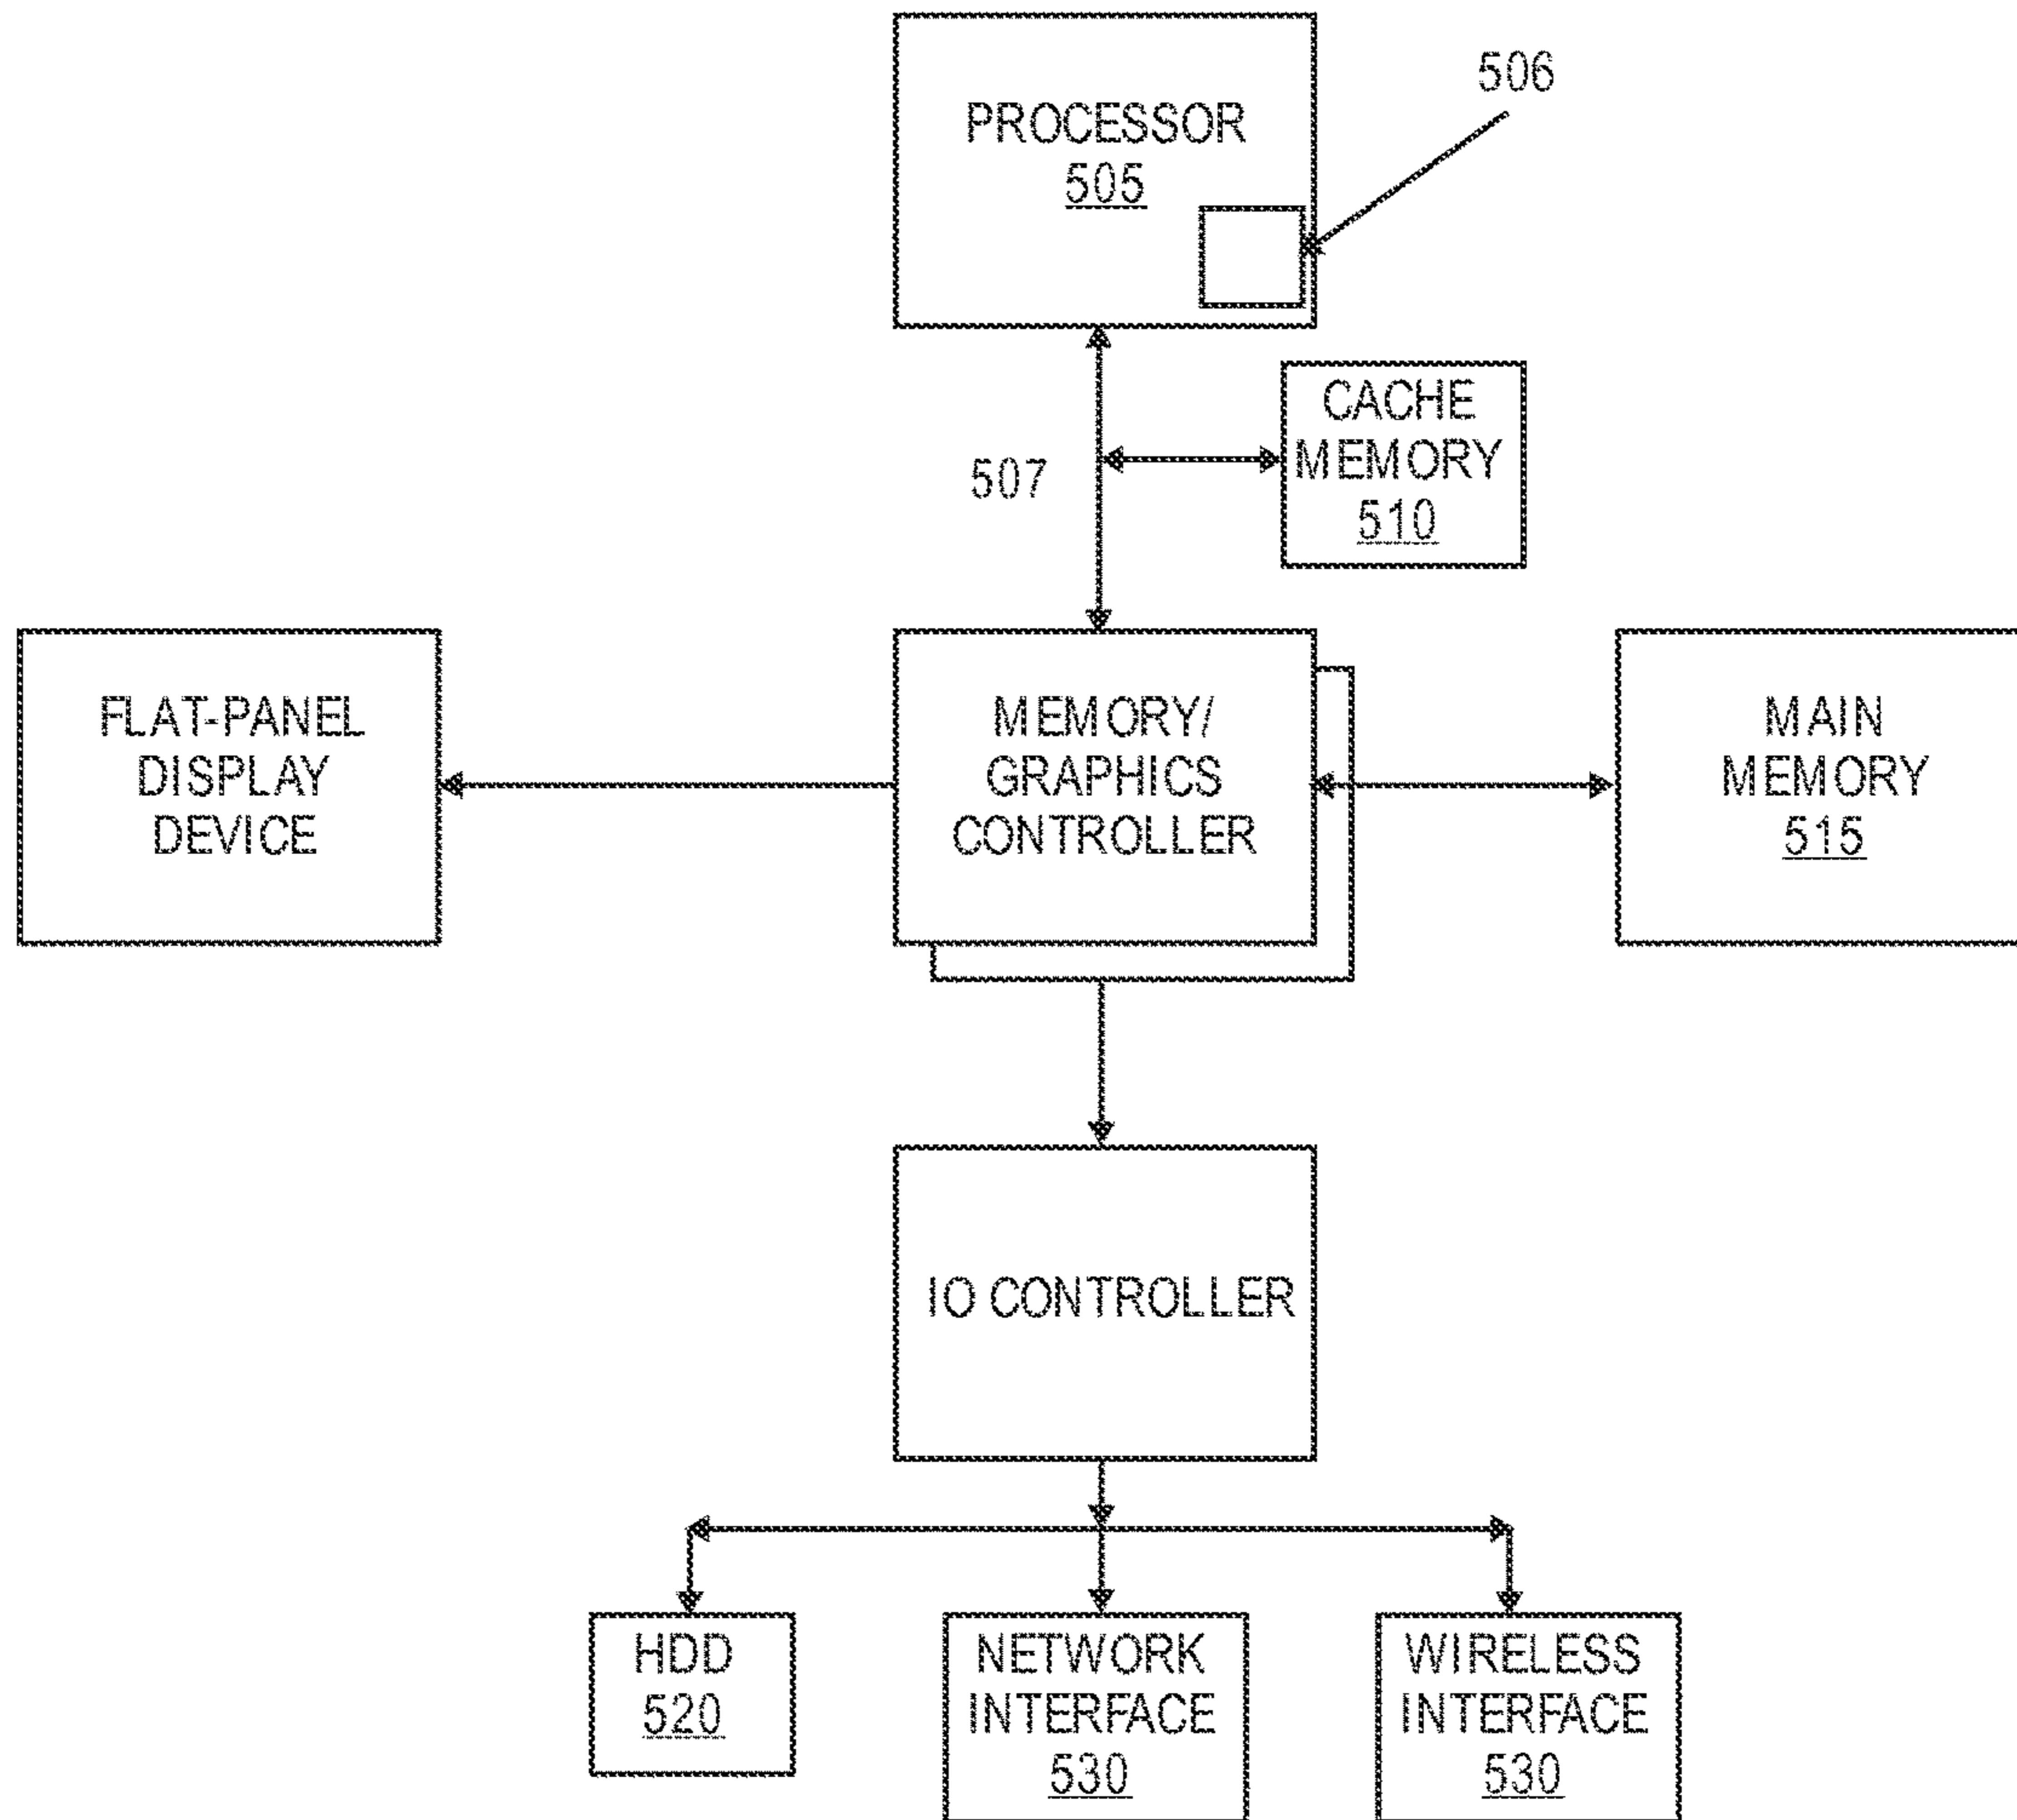 PROCESSOR
505
506
CACHE
MEMORY
510
507
FLAT-PANEL
DISPLAY
DEVICE
MEMORY/
GRAPHICS
CONTROLLER
MAIN
MEMORY
515
IO CONTROLLER
HDD
520
NETWORK
INTERFACE
530
WIRELESS
INTERFACE
530